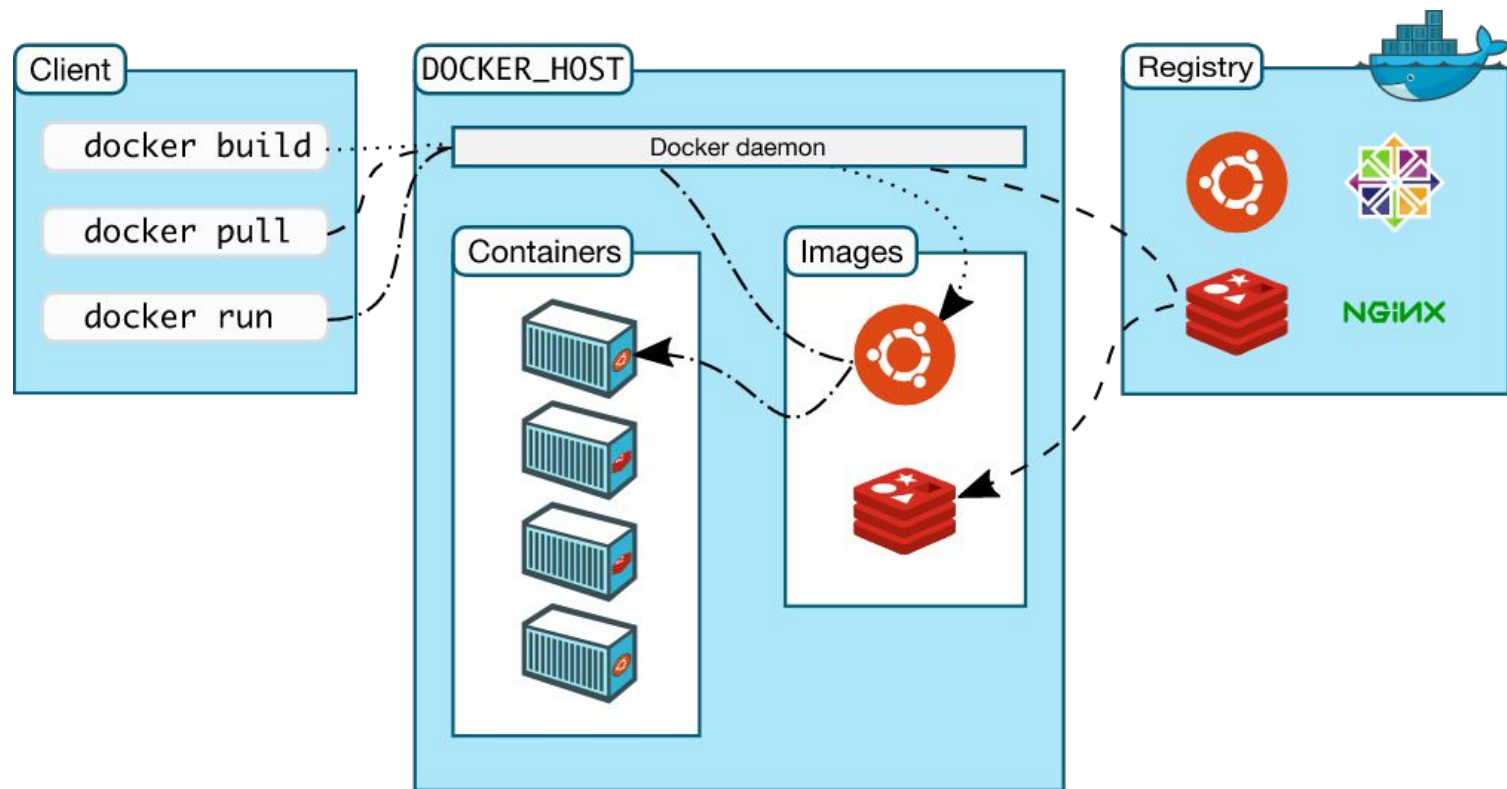 Client
docker build
docker pull
docker run
DOCKER_HOST
Docker daemon
Containers
Images
Registry
NGINX